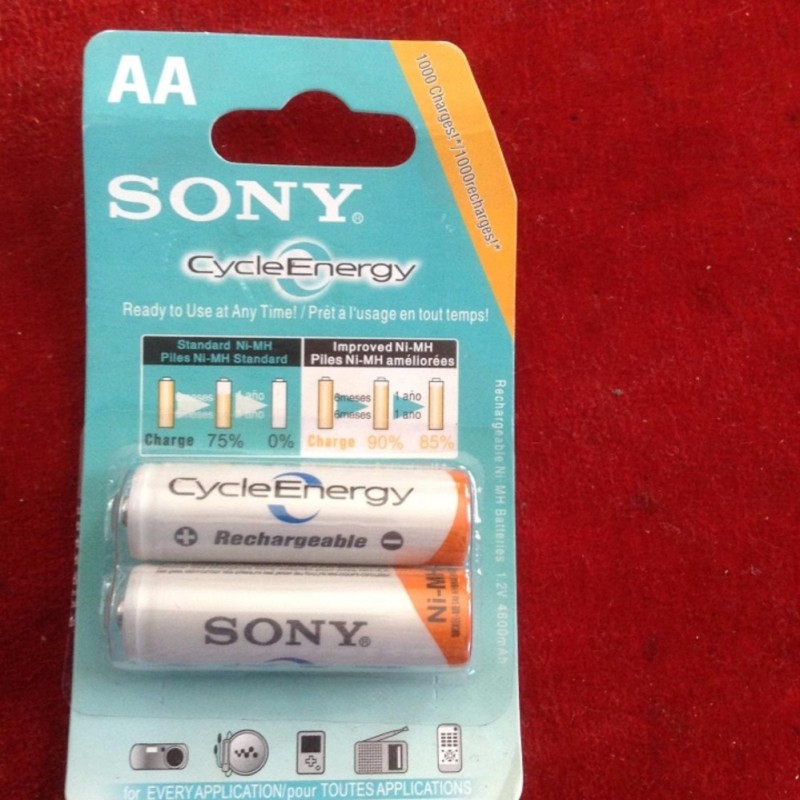 AA
1000 Charges!*/1000recharges!*
SONY®
CycleEnergy
Ready to Use at Any Time! / Prêt à l'usage en tout temps!
Standard Ni-MH
Piles Ni-MH Standard
Improved Ni-MH
Piles Ni-MH améliorées
6meses 1 año
6meses 1 año
Charge 75% 0%
Charge 90% 85%
Rechargeable Ni-MH Batteries 1.2V 4600mAh
CycleEnergy
+ Rechargeable −
SONY®
Ni-MH
for EVERY APPLICATION/pour TOUTES APPLICATIONS